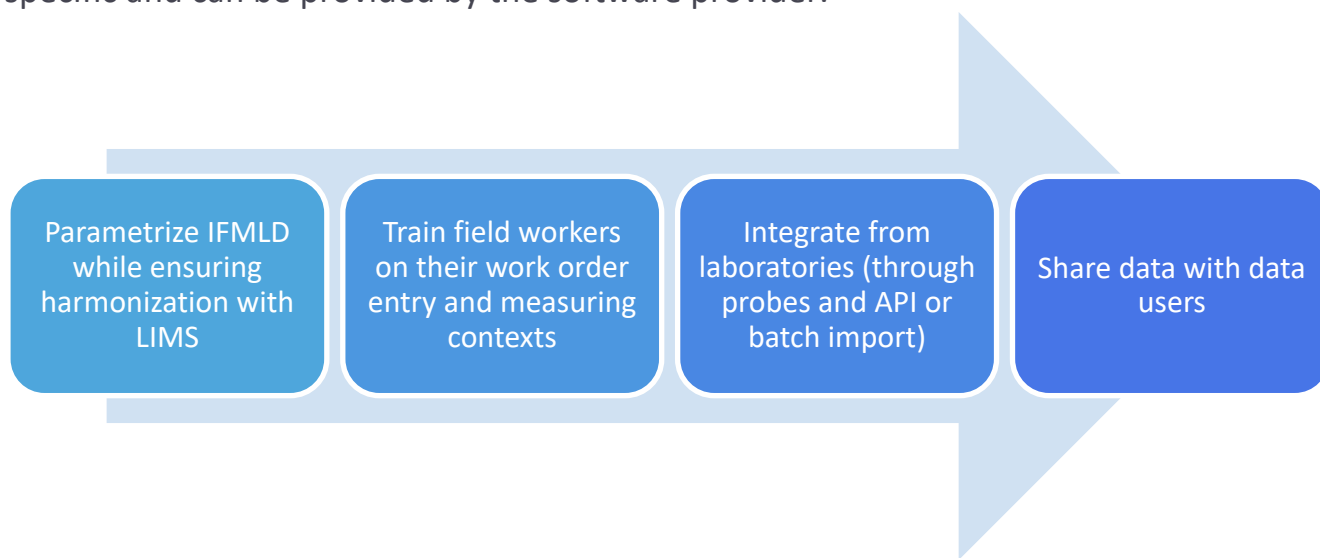 specific and can be provided by the software provider.
Parametrize IFMLD
while ensuring
harmonization with
LIMS
Train field workers
on their work order
entry and measuring
contexts
Integrate from
laboratories (through
probes and API or
batch import)
Share data with data
users